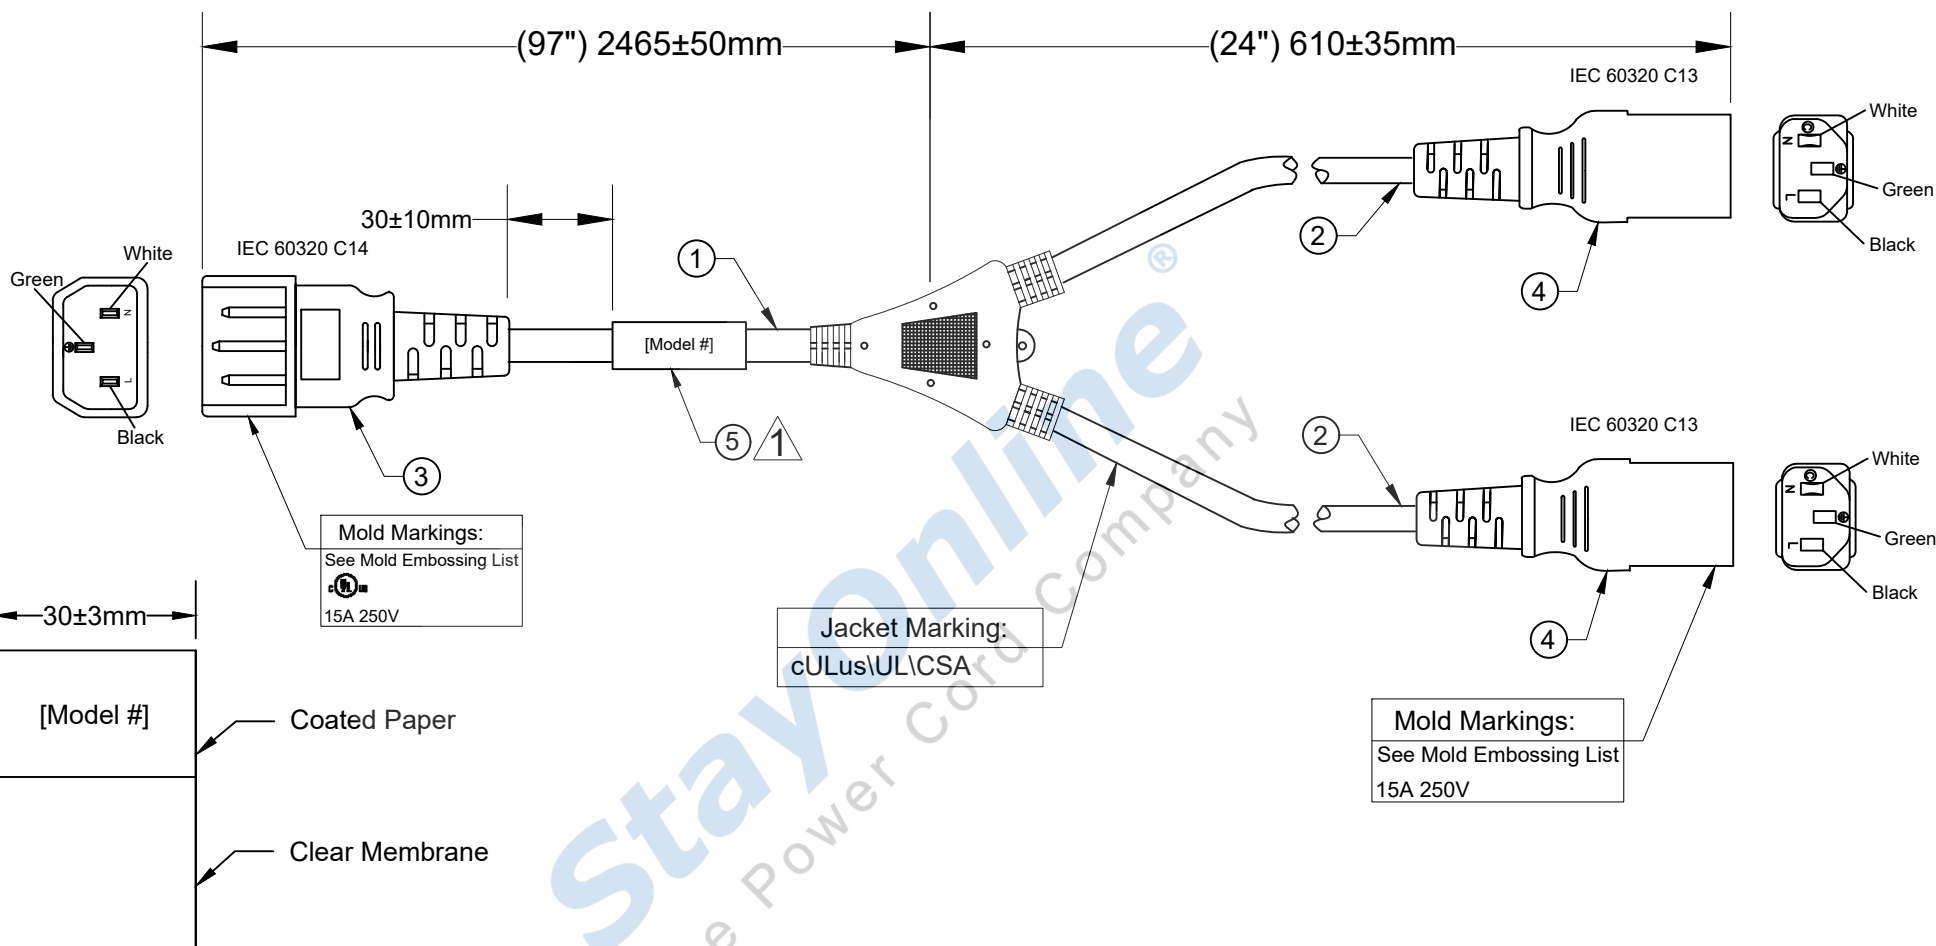 (97") 2465±50mm
(24") 610±35mm
IEC 60320 C13
White
N
Green
L
Black
30±10mm
IEC 60320 C14
White
Green
N
L
Black
[Model #]
1
2
4
5
1
3
2
IEC 60320 C13
White
N
Green
L
Black
4
Mold Markings:
See Mold Embossing List
c UL us
15A 250V
Jacket Marking:
cULus\UL\CSA
Mold Markings:
See Mold Embossing List
15A 250V
30±3mm
[Model #]
Coated Paper
Clear Membrane
StayOnline®
e Power Cord Company